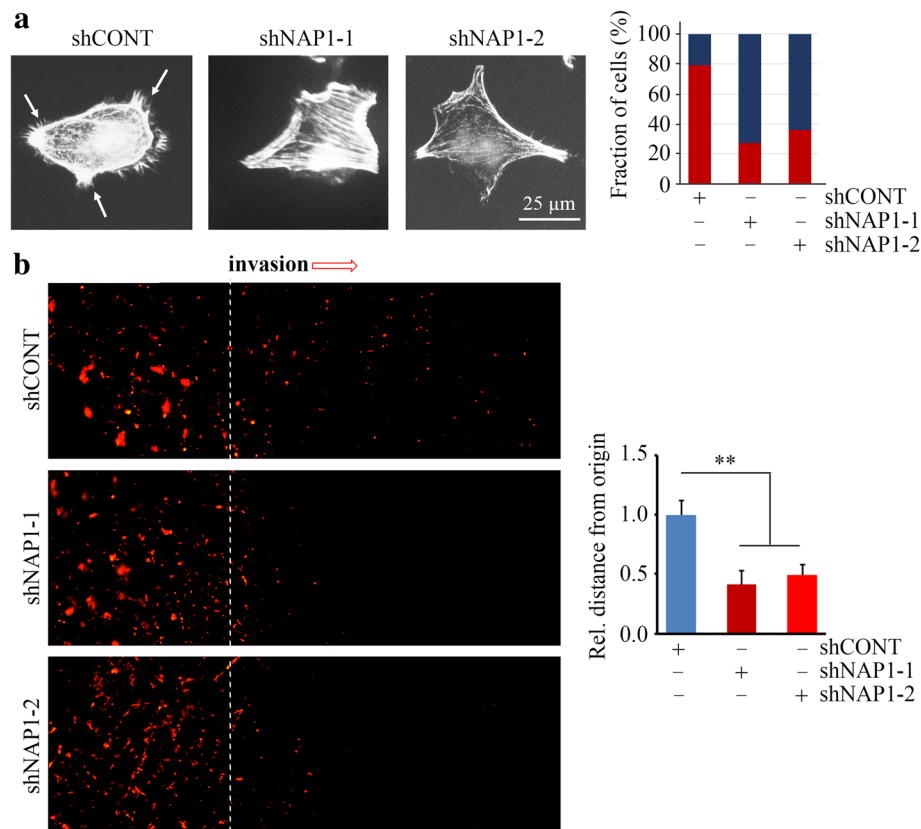 a
shCONT
shNAP1-1
shNAP1-2
25 µm
Fraction of cells (%)
100
80
60
40
20
0
+ – – shCONT
– + – shNAP1-1
– – + shNAP1-2
b
invasion
shCONT
shNAP1-1
shNAP1-2
Rel. distance from origin
1.5
1.0
0.5
0.0
**
+ – – shCONT
– + – shNAP1-1
– – + shNAP1-2